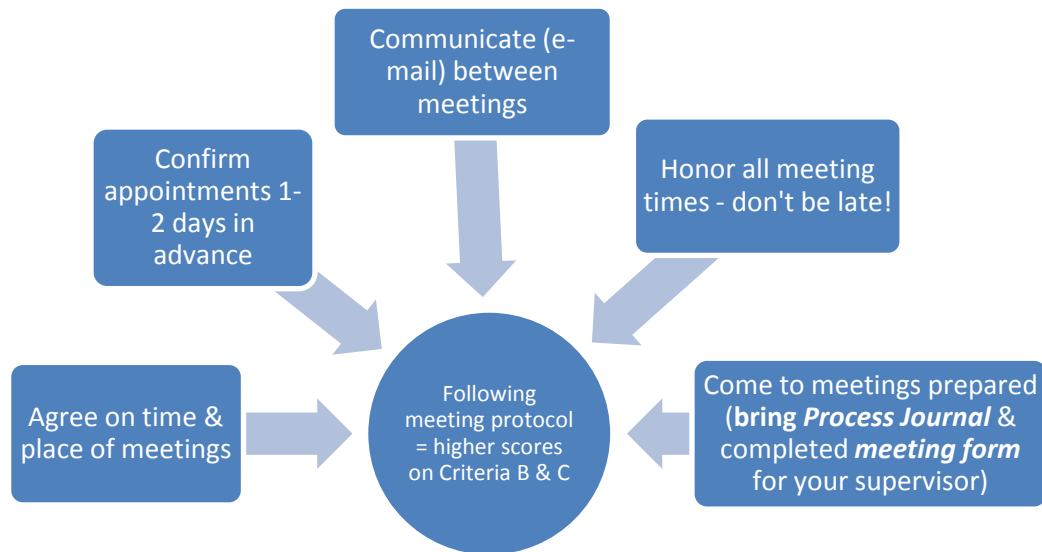 Communicate (e-
mail) between
meetings
Confirm
appointments 1-
2 days in
advance
Honor all meeting
times - don't be late!
Agree on time &
place of meetings
Following
meeting protocol
= higher scores
on Criteria B & C
Come to meetings prepared
(bring Process Journal &
completed meeting form
for your supervisor)